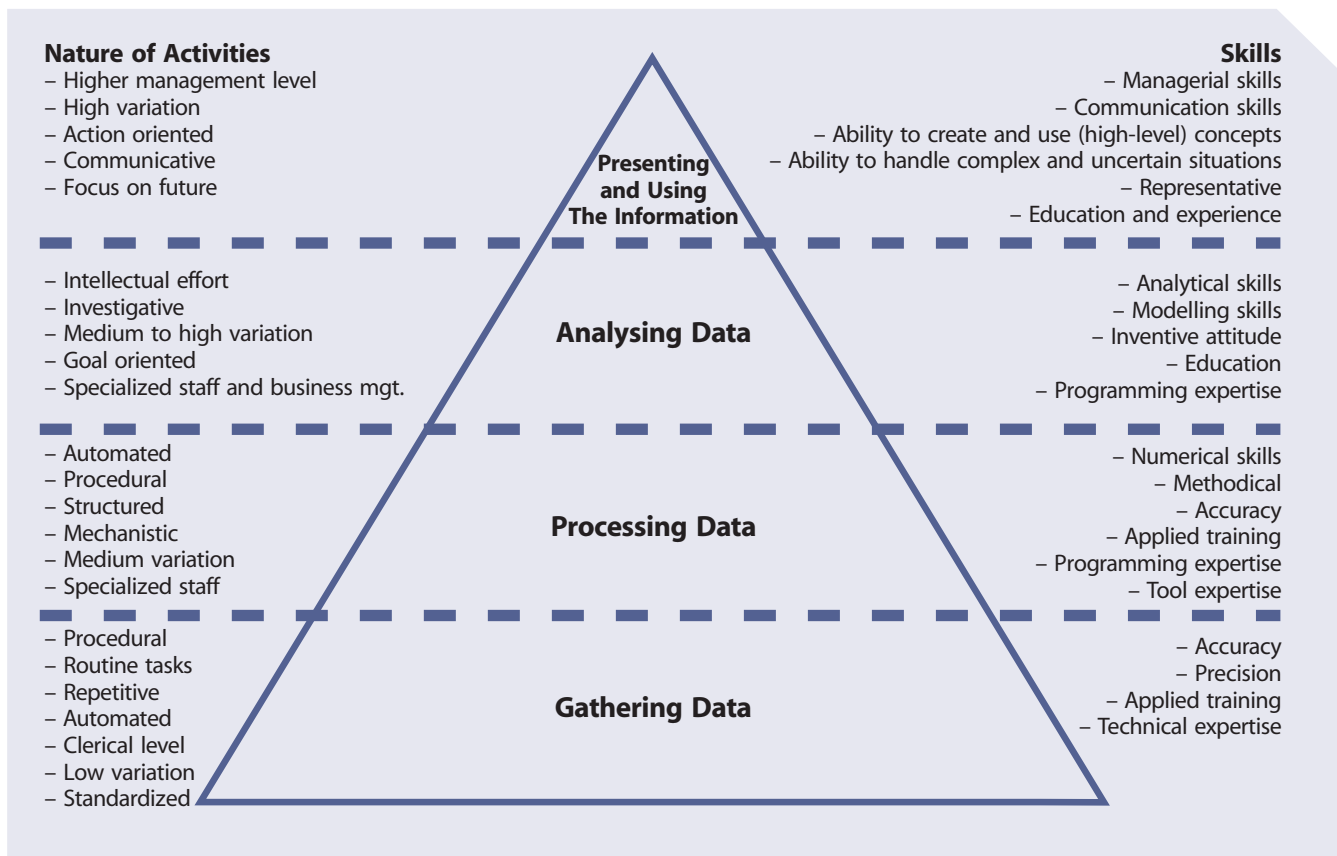 Nature of Activities
– Higher management level
– High variation
– Action oriented
– Communicative
– Focus on future
Presenting
and Using
The Information
Skills
– Managerial skills
– Communication skills
– Ability to create and use (high-level) concepts
– Ability to handle complex and uncertain situations
– Representative
– Education and experience
– Intellectual effort
– Investigative
– Medium to high variation
– Goal oriented
– Specialized staff and business mgt.
Analysing Data
– Analytical skills
– Modelling skills
– Inventive attitude
– Education
– Programming expertise
– Automated
– Procedural
– Structured
– Mechanistic
– Medium variation
– Specialized staff
Processing Data
– Numerical skills
– Methodical
– Accuracy
– Applied training
– Programming expertise
– Tool expertise
– Procedural
– Routine tasks
– Repetitive
– Automated
– Clerical level
– Low variation
– Standardized
Gathering Data
– Accuracy
– Precision
– Applied training
– Technical expertise